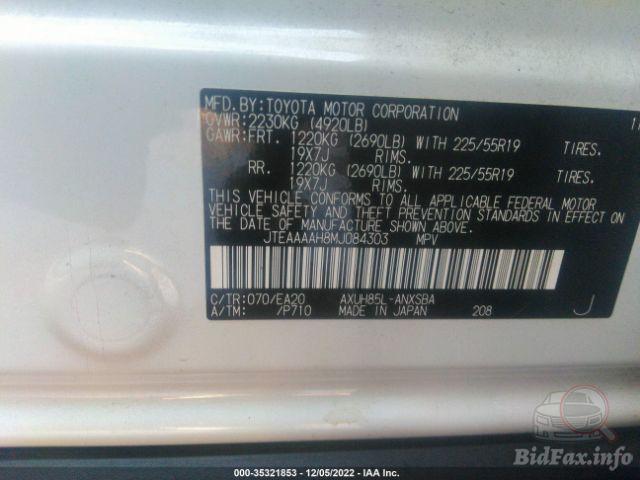 MFD.BY:TOYOTA MOTOR CORPORATION
GVWR:2230KG (4920LB)
GAWR:FRT. 1220KG (2690LB) WITH 225/55R19 TIRES.
19X7J RIMS.
RR. 1220KG (2690LB) WITH 225/55R19 TIRES.
19X7J RIMS.
THIS VEHICLE CONFORMS TO ALL APPLICABLE FEDERAL MOTOR
VEHICLE SAFETY AND THEFT PREVENTION STANDARDS IN EFFECT ON
THE DATE OF MANUFACTURE SHOWN ABOVE.
JTEAAAAH8MJ084303 MPV
C/TR:070/EA20 AXUH85L-ANXSBA
A/TM: /P710 MADE IN JAPAN 208 J
BidFax.info
000-35321853 - 12/05/2022 - IAA Inc.